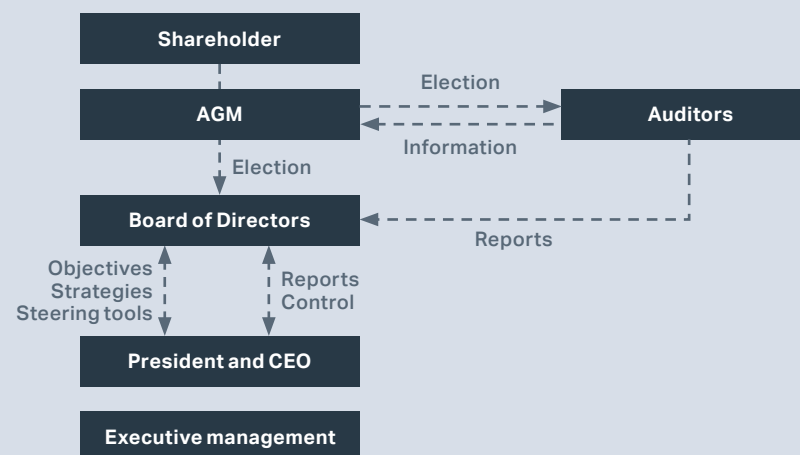 Shareholder
Election
AGM
Auditors
Information
Election
Board of Directors
Reports
Objectives
Strategies
Steering tools
Reports
Control
President and CEO
Executive management